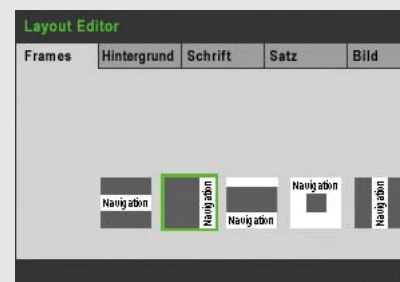 Layout Editor
Frames Hintergrund Schrift Satz Bild
Navigation Navigation Navigation Navigation Navigation